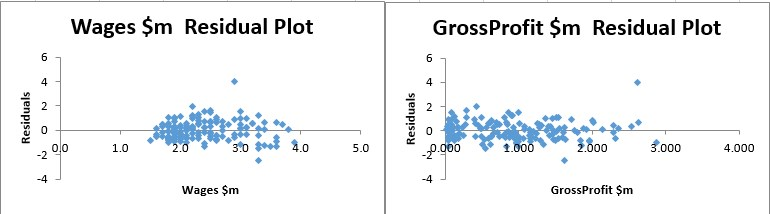 Wages $m Residual Plot
6
4
2
0
-2
-4
0.0 1.0 2.0 3.0 4.0 5.0
Residuals
Wages $m
GrossProfit $m Residual Plot
6
4
2
0
-2
-4
0.000 1.000 2.000 3.000 4.000
Residuals
GrossProfit $m